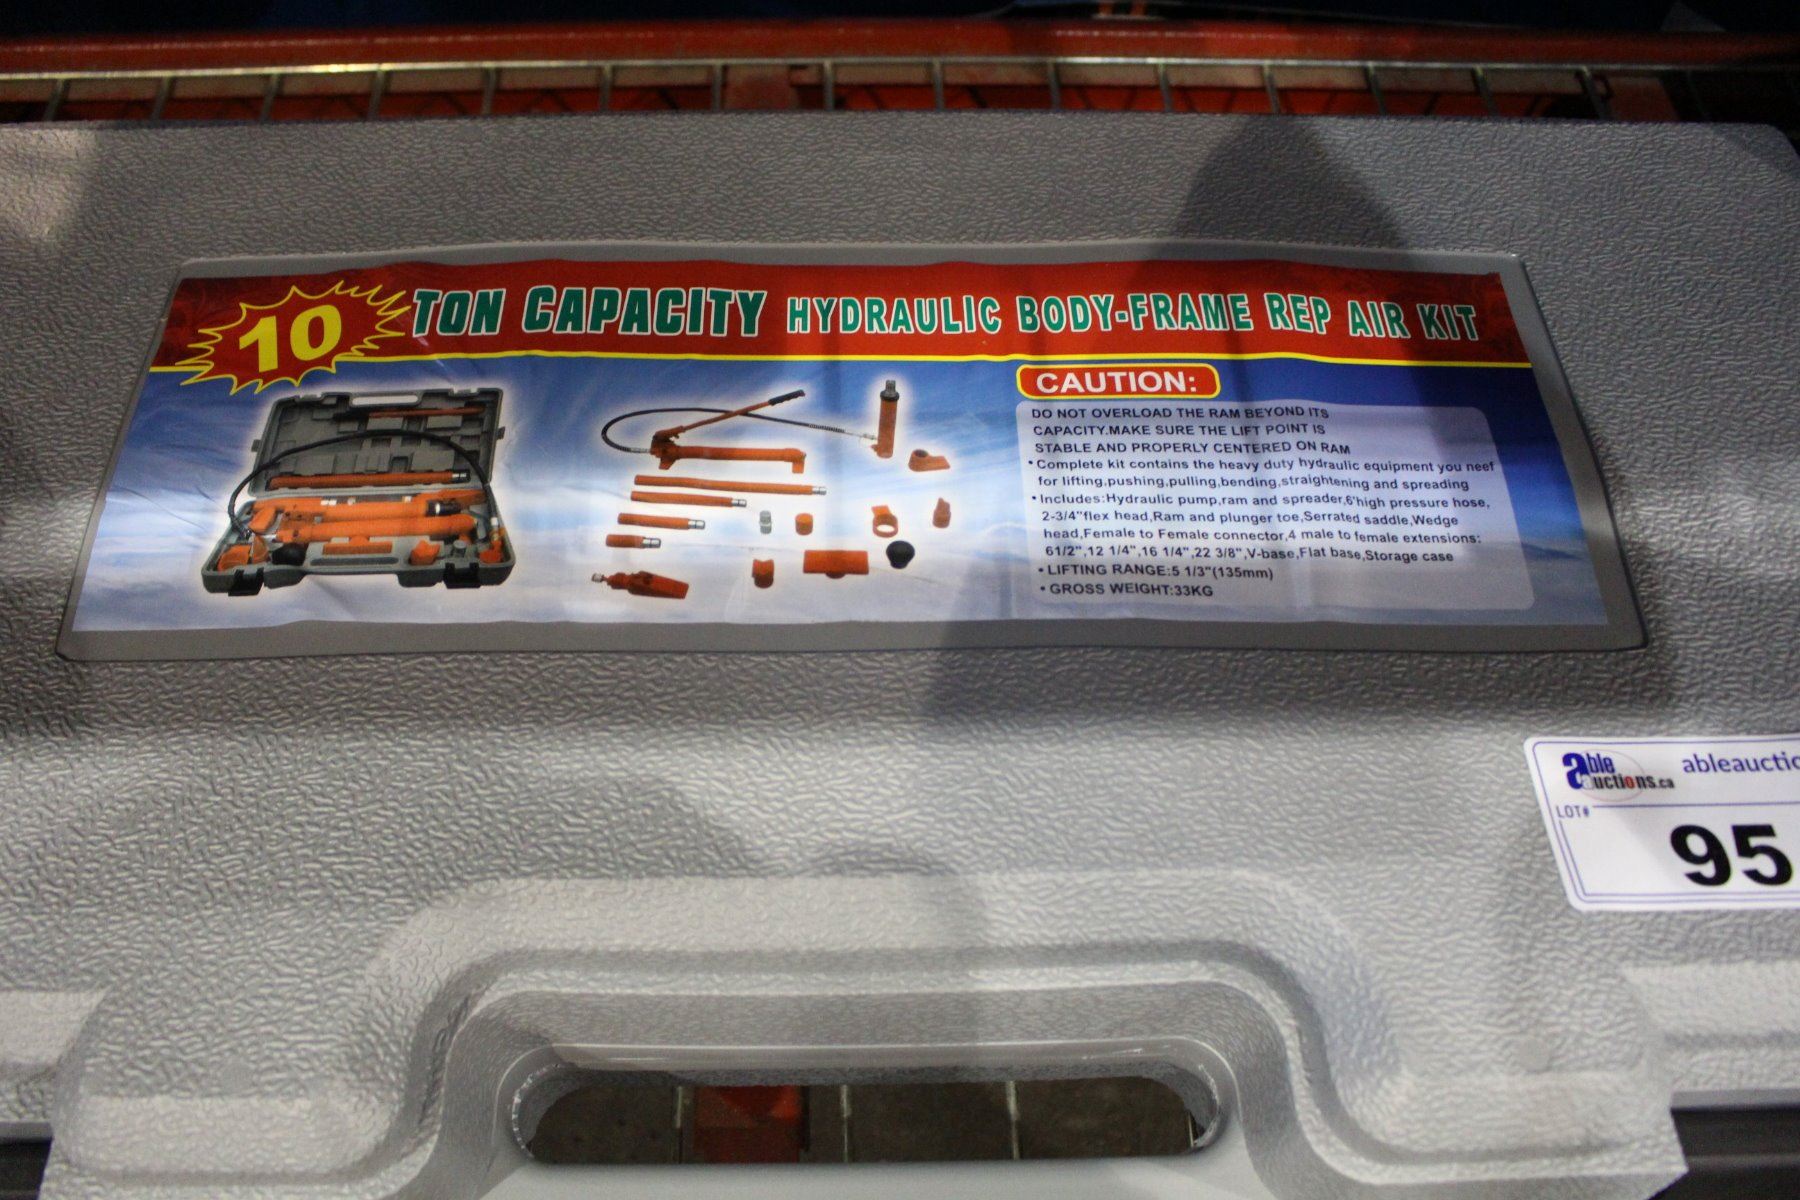 10 TON CAPACITY HYDRAULIC BODY-FRAME REP AIR KIT
CAUTION:
DO NOT OVERLOAD THE RAM BEYOND ITS
CAPACITY.MAKE SURE THE LIFT POINT IS
STABLE AND PROPERLY CENTERED ON RAM
• Complete kit contains the heavy duty hydraulic equipment you neef
for lifting,pushing,pulling,bending,straightening and spreading
• Includes:Hydraulic pump,ram and spreader,6'high pressure hose,
2-3/4"flex head,Ram and plunger toe,Serrated saddle,Wedge
head,Female to Female connector,4 male to female extensions:
61/2",12 1/4",16 1/4",22 3/8",V-base,Flat base,Storage case
• LIFTING RANGE:5 1/3"(135mm)
• GROSS WEIGHT:33KG
able auctions.ca
ableauctio
LOT#
95